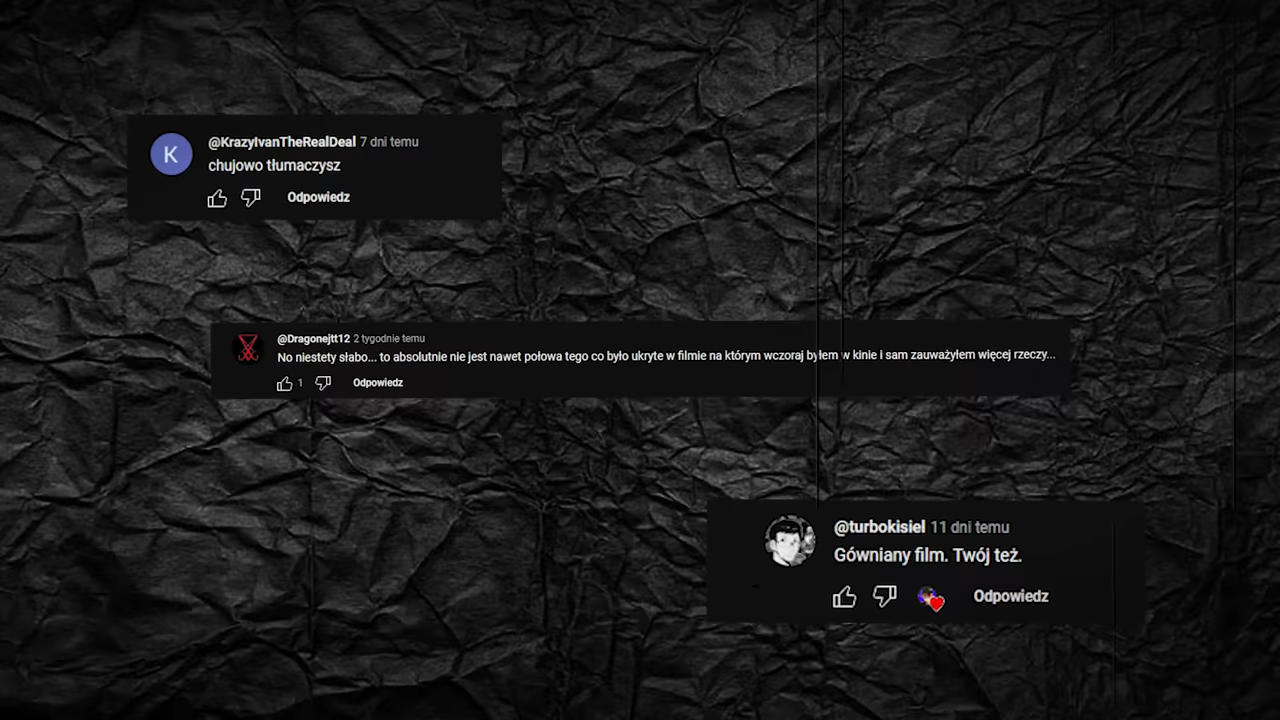 K
@KrazyIvanTheRealDeal 7 dni temu
chujowo tłumaczysz
Odpowiedz
@Dragonejtt12 2 tygodnie temu
No niestety słabo... to absolutnie nie jest nawet połowa tego co było ukryte w filmie na którym wczoraj byłem w kinie i sam zauważyłem więcej rzeczy...
1
Odpowiedz
@turbokisiel 11 dni temu
Gówniany film. Twój też.
Odpowiedz